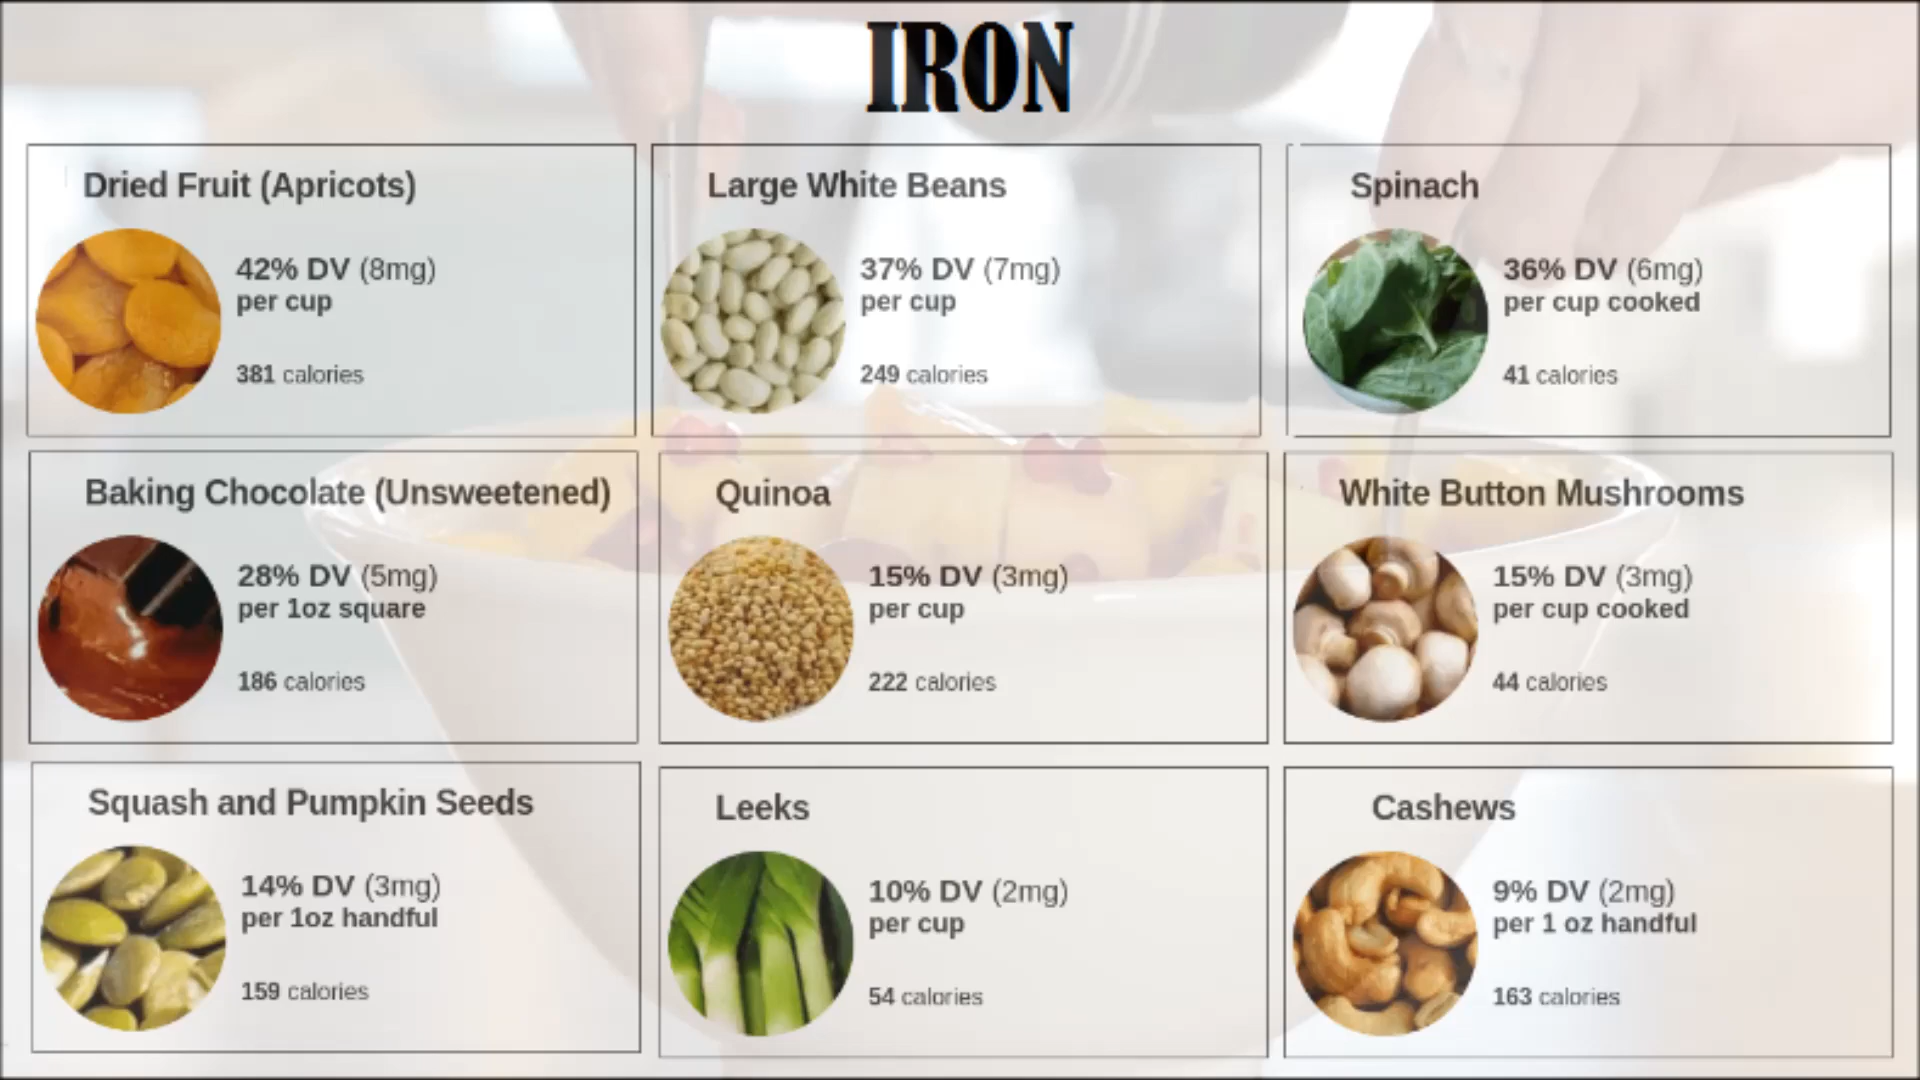 IRON
Dried Fruit (Apricots)
42% DV (8mg)
per cup
381 calories
Large White Beans
37% DV (7mg)
per cup
249 calories
Spinach
36% DV (6mg)
per cup cooked
41 calories
Baking Chocolate (Unsweetened)
28% DV (5mg)
per 1oz square
186 calories
Quinoa
15% DV (3mg)
per cup
222 calories
White Button Mushrooms
15% DV (3mg)
per cup cooked
44 calories
Squash and Pumpkin Seeds
14% DV (3mg)
per 1oz handful
159 calories
Leeks
10% DV (2mg)
per cup
54 calories
Cashews
9% DV (2mg)
per 1 oz handful
163 calories